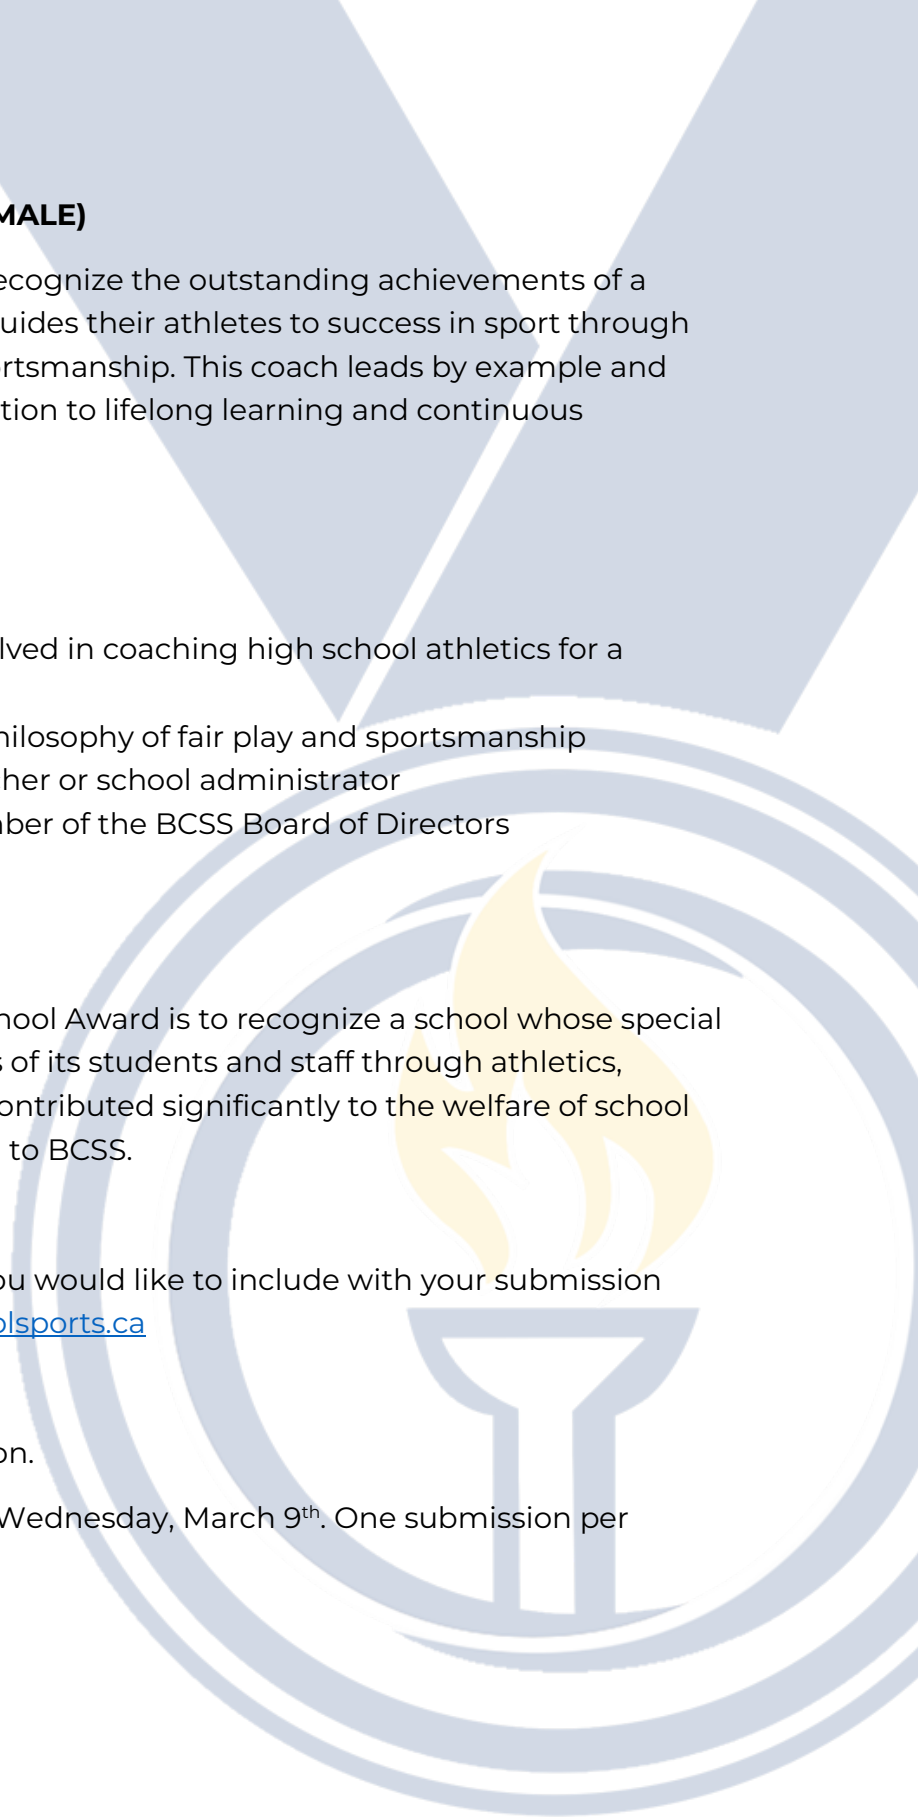 MALE)
ecognize the outstanding achievements of a
uides their athletes to success in sport through
rtsmanship. This coach leads by example and
tion to lifelong learning and continuous
lved in coaching high school athletics for a
hilosophy of fair play and sportsmanship
cher or school administrator
ber of the BCSS Board of Directors
hool Award is to recognize a school whose special
s of its students and staff through athletics,
ontributed significantly to the welfare of school
to BCSS.
ou would like to include with your submission
olsports.ca
on.
Wednesday, March 9th. One submission per